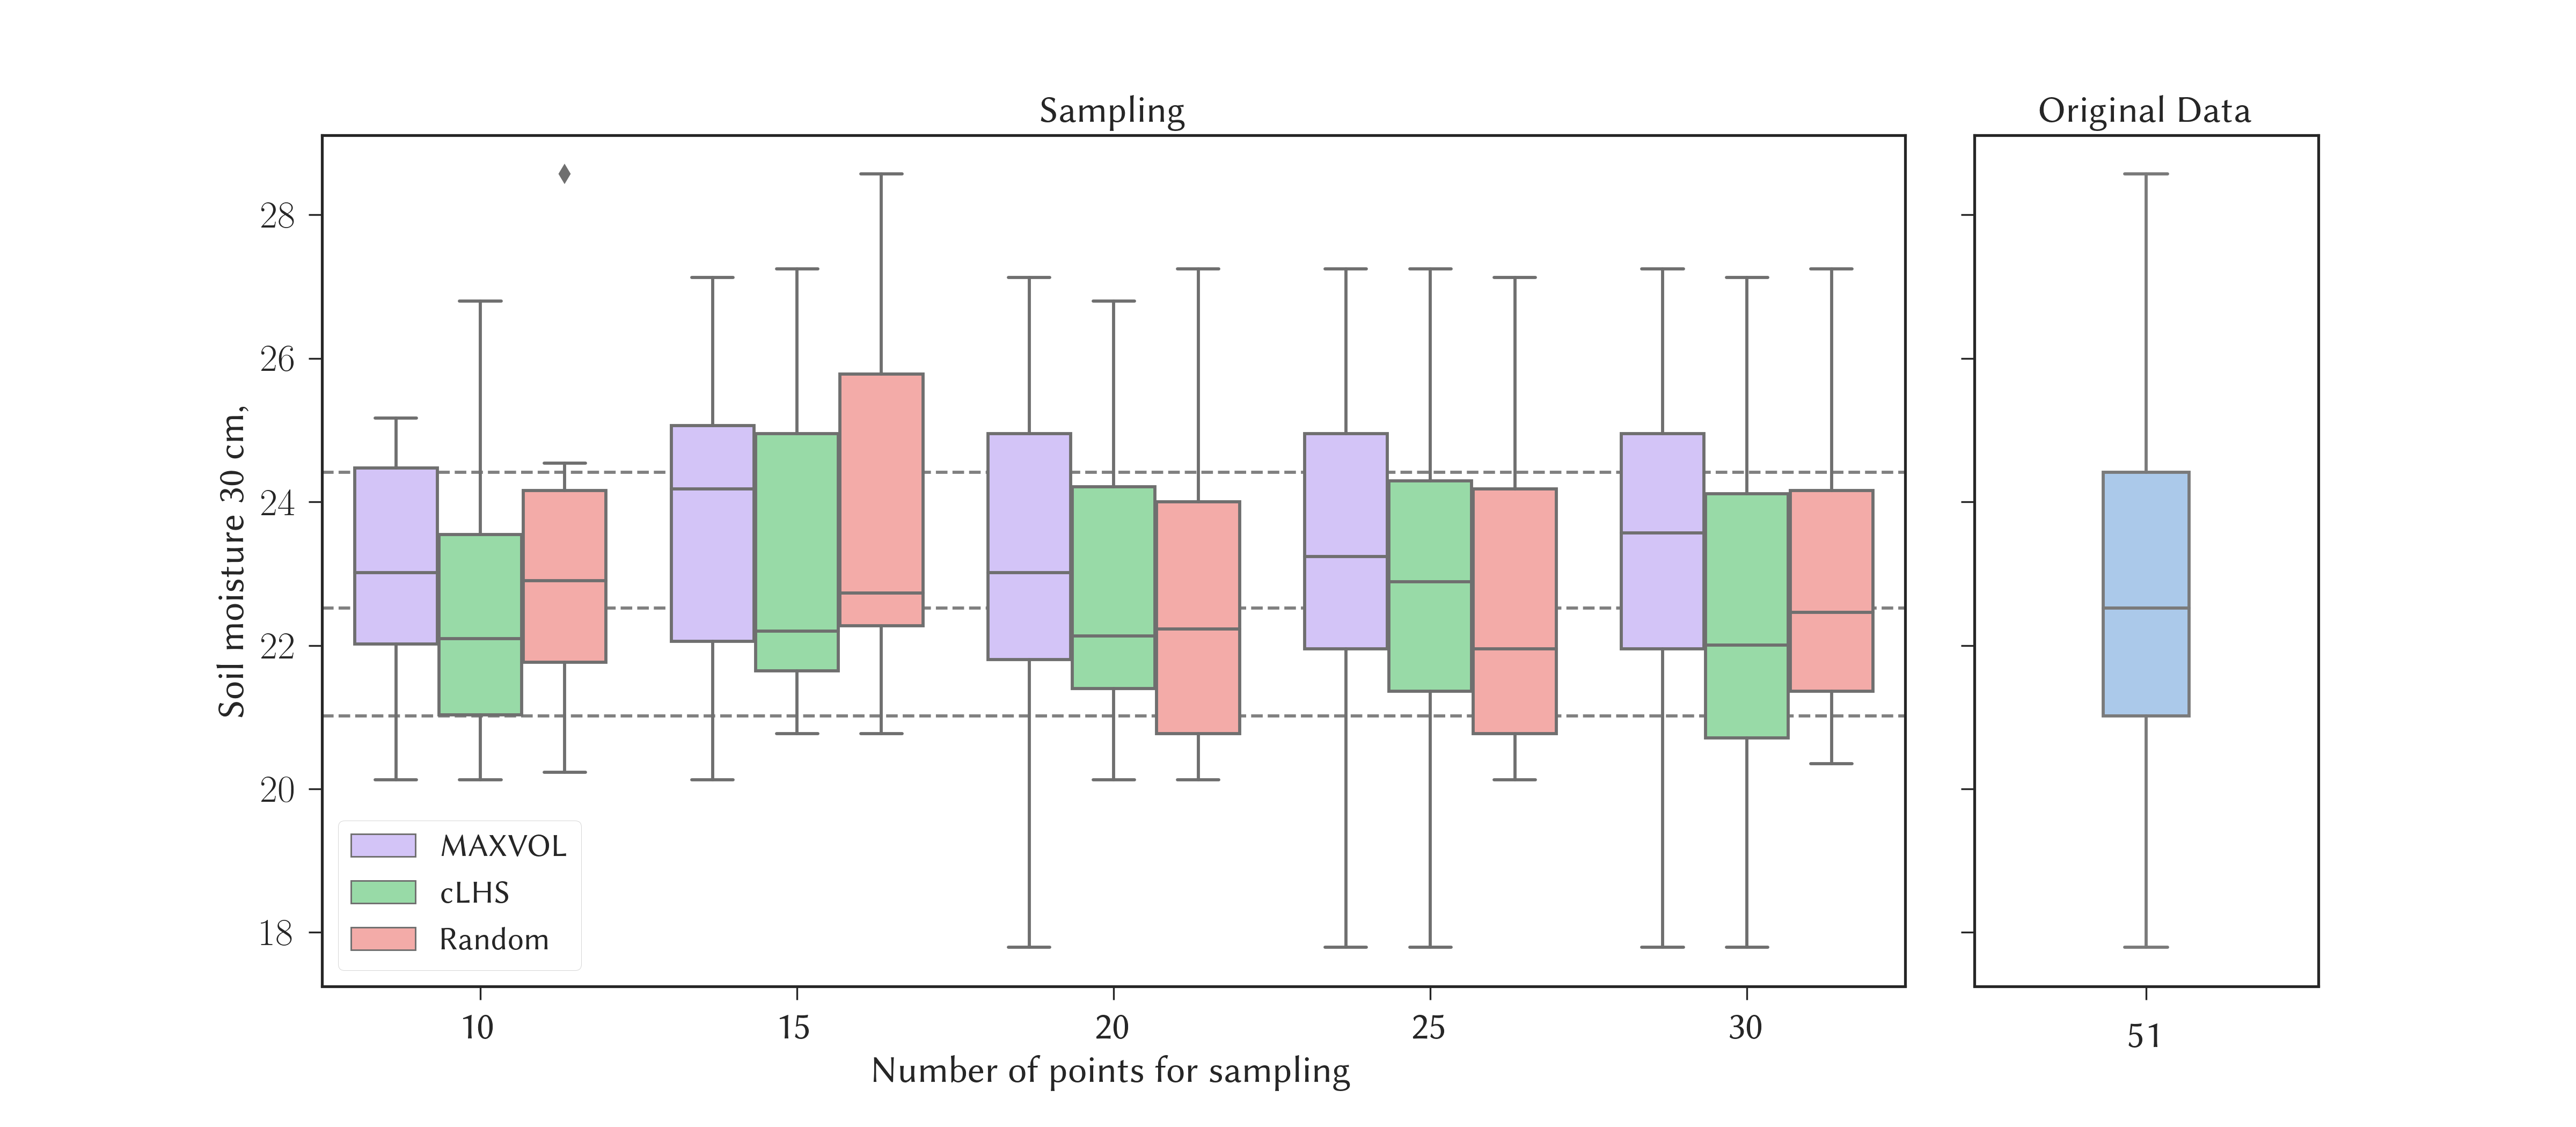 Sampling
Original Data
Soil moisture 30 cm,
28
26
24
22
20
18
MAXVOL
cLHS
Random
10
15
20
25
30
51
Number of points for sampling